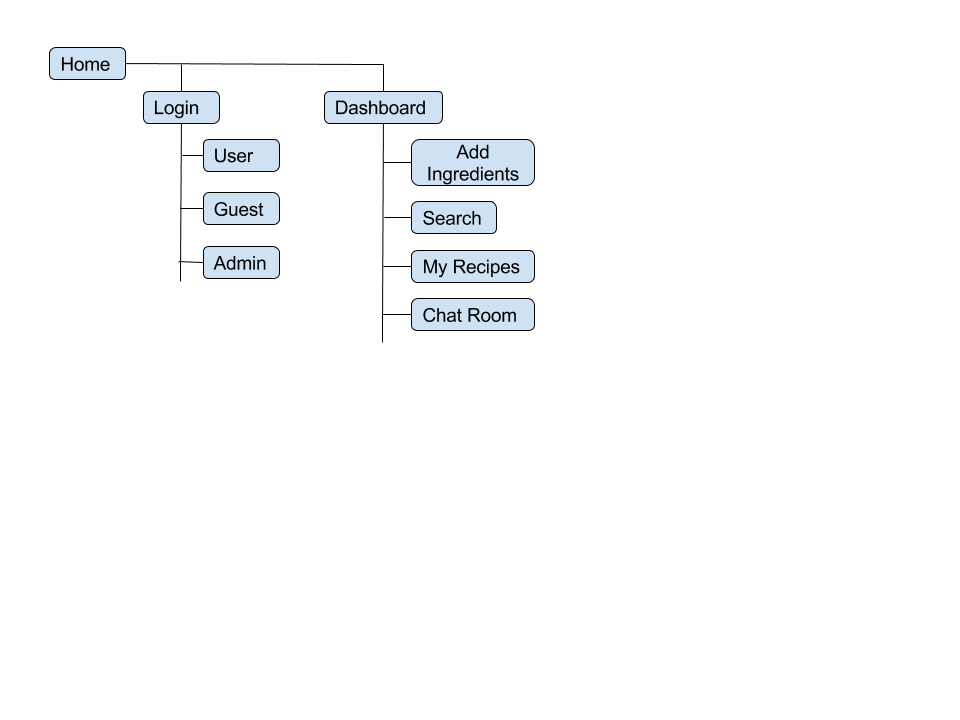 Home
Login
User
Guest
Admin
Dashboard
Add
Ingredients
Search
My Recipes
Chat Room